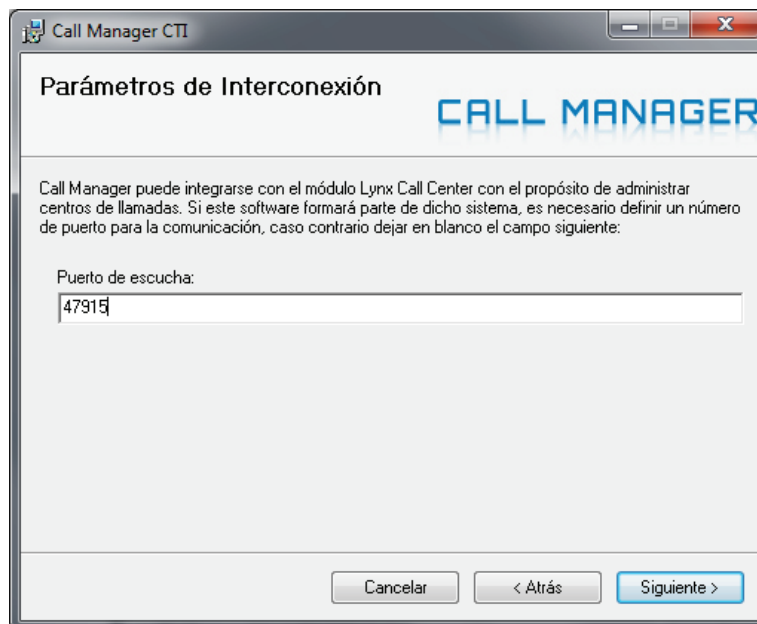 Call Manager CTI
Parámetros de Interconexión
CALL MANAGER
Call Manager puede integrarse con el módulo Lynx Call Center con el propósito de administrar
centros de llamadas. Si este software formará parte de dicho sistema, es necesario definir un número
de puerto para la comunicación, caso contrario dejar en blanco el campo siguiente:
Puerto de escucha:
47915
Cancelar < Atrás Siguiente >